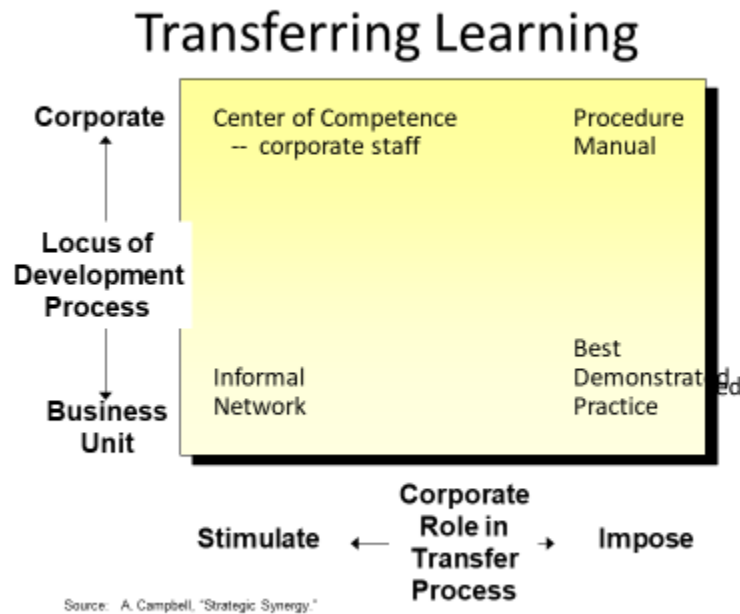 Transferring Learning
Corporate
Center of Competence
-- corporate staff
Procedure
Manual
Locus of
Development
Process
Informal
Network
Best
Demonstrated
ed
Practice
Business
Unit
Stimulate
Corporate
Role in
Transfer
Process
Impose
Source: A. Campbell, "Strategic Synergy."